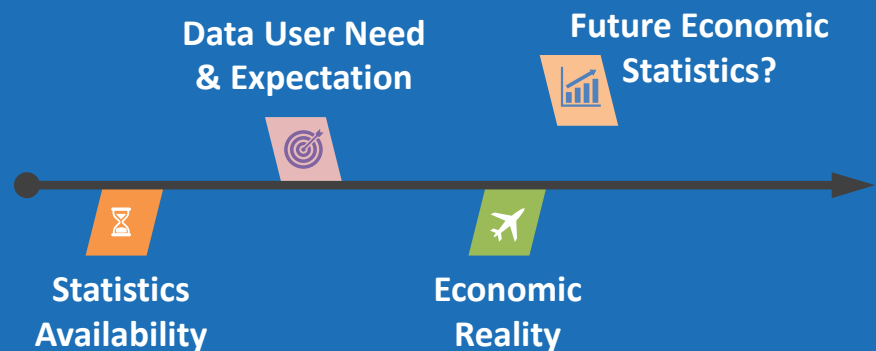 Data User Need
& Expectation
Future Economic
Statistics?
Statistics
Availability
Economic
Reality